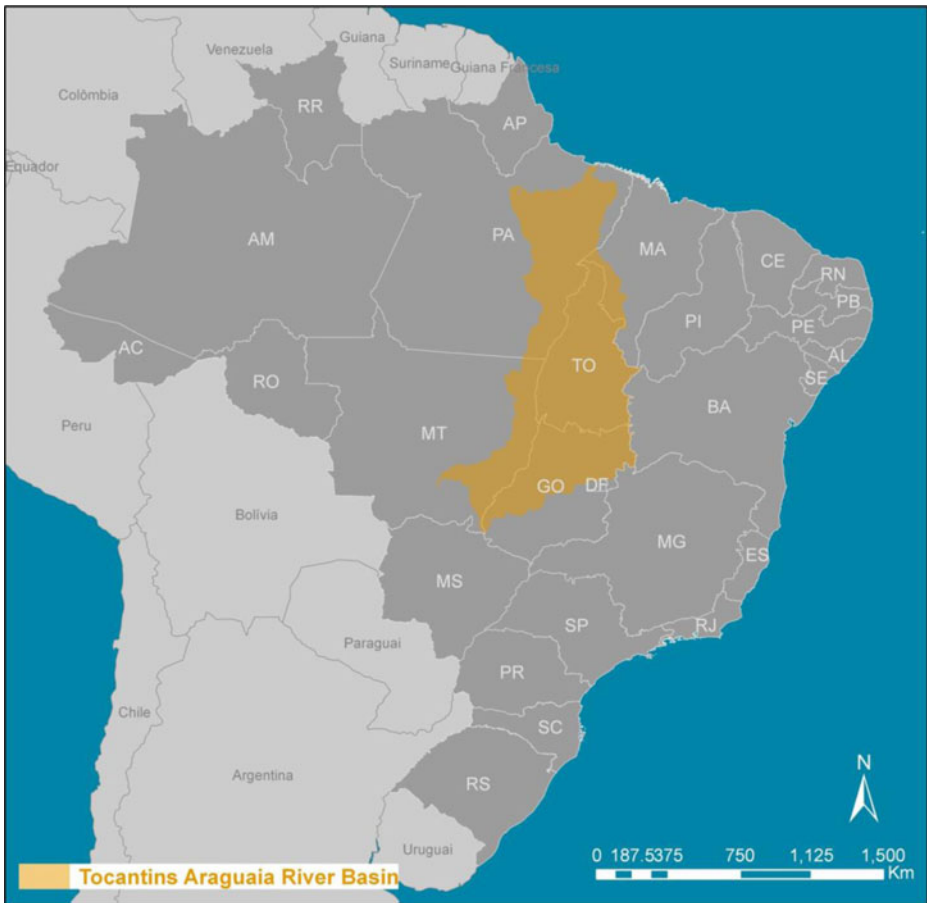 Venezuela
Guiana
Suriname
Guiana Francesa
Colômbia
RR
AP
Equador
AM
PA
MA
CE
RN
PB
PI
PE
AC
AL
TO
SE
RO
BA
Peru
MT
GO
DF
Bolívia
MG
ES
MS
SP
RJ
Paraguai
PR
Chile
SC
N
Argentina
RS
Uruguai
0 187.5375 750 1,125 1,500
Km
Tocantins Araguaia River Basin